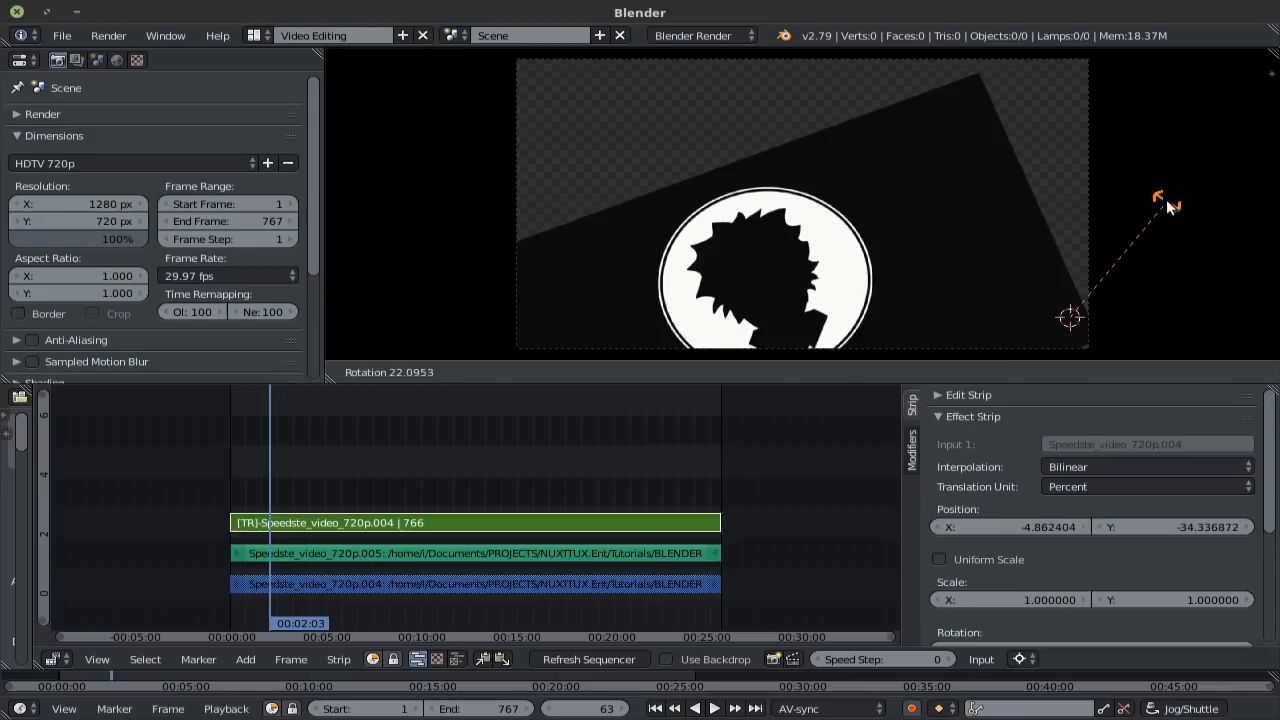 Blender
File Render Window Help Video Editing Scene Blender Render v2.79 | Verts:0 | Faces:0 | Tris:0 | Objects:0/0 | Lamps:0/0 | Mem:18.37M
Scene
Render
Dimensions
HDTV 720p
Resolution: Frame Range:
X: 1280 px Start Frame: 1
Y: 720 px End Frame: 767
100% Frame Step: 1
Aspect Ratio: Frame Rate:
X: 1.000 29.97 fps
Y: 1.000 Time Remapping:
Border Crop Ol: 100 Ne: 100
Anti-Aliasing
Sampled Motion Blur
Shading
Rotation 22.0953
6
4
2
0
[TR]-Speedste_video_720p.004 | 766
Speedste_video_720p.005: /home/i/Documents/PROJECTS/NUXTTUX.Ent/Tutorials/BLENDER
Speedste_video_720p.004: /home/i/Documents/PROJECTS/NUXTTUX.Ent/Tutorials/BLENDER
00:02:03
-00:05:00 00:00:00 00:05:00 00:10:00 00:15:00 00:20:00 00:25:00 00:30:00
Strip
Modifiers
Edit Strip
Effect Strip
Input 1: Speedste_video_720p.004
Interpolation: Bilinear
Translation Unit: Percent
Position:
X: -4.862404 Y: -34.336872
Uniform Scale
Scale:
X: 1.000000 Y: 1.000000
Rotation:
View Select Marker Add Frame Strip Refresh Sequencer Use Backdrop Speed Step: 0 Input
00:00:00 00:05:00 00:10:00 00:15:00 00:20:00 00:25:00 00:30:00 00:35:00 00:40:00 00:45:00
View Marker Frame Playback Start: 1 End: 767 63 AV-sync Jog/Shuttle